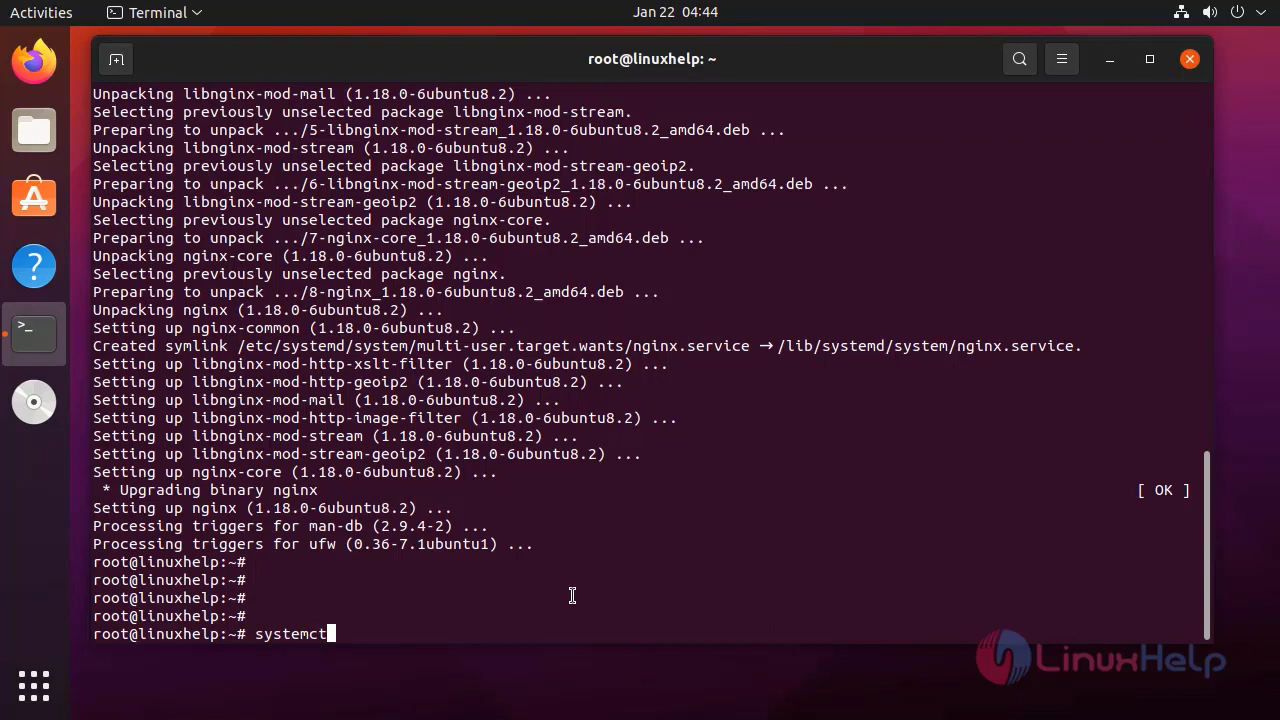 Activities
Terminal
Jan 22 04:44
root@linuxhelp: ~
Unpacking libnginx-mod-mail (1.18.0-6ubuntu8.2) ...
Selecting previously unselected package libnginx-mod-stream.
Preparing to unpack .../5-libnginx-mod-stream_1.18.0-6ubuntu8.2_amd64.deb ...
Unpacking libnginx-mod-stream (1.18.0-6ubuntu8.2) ...
Selecting previously unselected package libnginx-mod-stream-geoip2.
Preparing to unpack .../6-libnginx-mod-stream-geoip2_1.18.0-6ubuntu8.2_amd64.deb ...
Unpacking libnginx-mod-stream-geoip2 (1.18.0-6ubuntu8.2) ...
Selecting previously unselected package nginx-core.
Preparing to unpack .../7-nginx-core_1.18.0-6ubuntu8.2_amd64.deb ...
Unpacking nginx-core (1.18.0-6ubuntu8.2) ...
Selecting previously unselected package nginx.
Preparing to unpack .../8-nginx_1.18.0-6ubuntu8.2_amd64.deb ...
Unpacking nginx (1.18.0-6ubuntu8.2) ...
Setting up nginx-common (1.18.0-6ubuntu8.2) ...
Created symlink /etc/systemd/system/multi-user.target.wants/nginx.service → /lib/systemd/system/nginx.service.
Setting up libnginx-mod-http-xslt-filter (1.18.0-6ubuntu8.2) ...
Setting up libnginx-mod-http-geoip2 (1.18.0-6ubuntu8.2) ...
Setting up libnginx-mod-mail (1.18.0-6ubuntu8.2) ...
Setting up libnginx-mod-http-image-filter (1.18.0-6ubuntu8.2) ...
Setting up libnginx-mod-stream (1.18.0-6ubuntu8.2) ...
Setting up libnginx-mod-stream-geoip2 (1.18.0-6ubuntu8.2) ...
Setting up nginx-core (1.18.0-6ubuntu8.2) ...
* Upgrading binary nginx [ OK ]
Setting up nginx (1.18.0-6ubuntu8.2) ...
Processing triggers for man-db (2.9.4-2) ...
Processing triggers for ufw (0.36-7.1ubuntu1) ...
root@linuxhelp:~#
root@linuxhelp:~#
root@linuxhelp:~#
root@linuxhelp:~#
root@linuxhelp:~# systemct
LinuxHelp